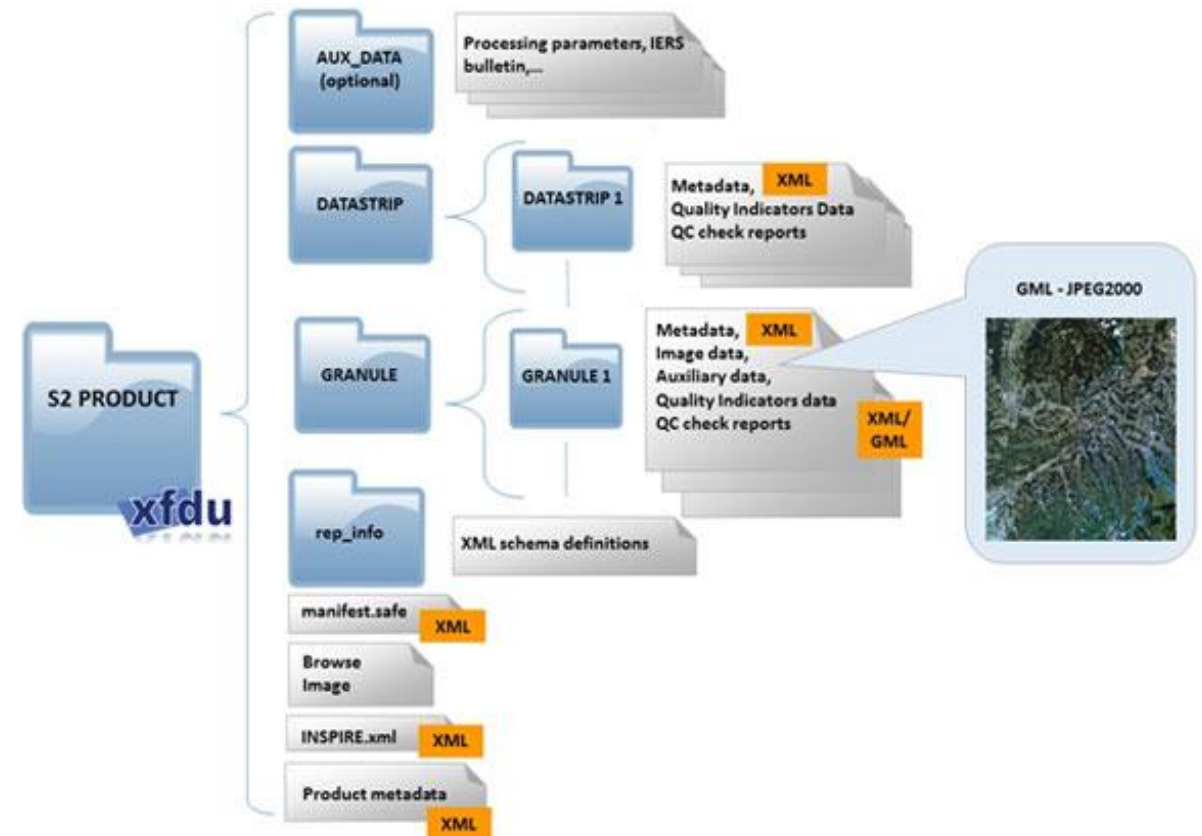 AUX_DATA
(optional)
Processing parameters, IERS
bulletin,...
DATASTRIP
DATASTRIP 1
Metadata, XML
Quality Indicators Data
QC check reports
S2 PRODUCT
xfdu
GRANULE
GRANULE 1
Metadata, XML
Image data,
Auxiliary data,
Quality Indicators data
QC check reports
XML/
GML
GML - JPEG2000
rep_info
XML schema definitions
manifest.safe
XML
Browse
Image
INSPIRE.xml
XML
Product metadata
XML